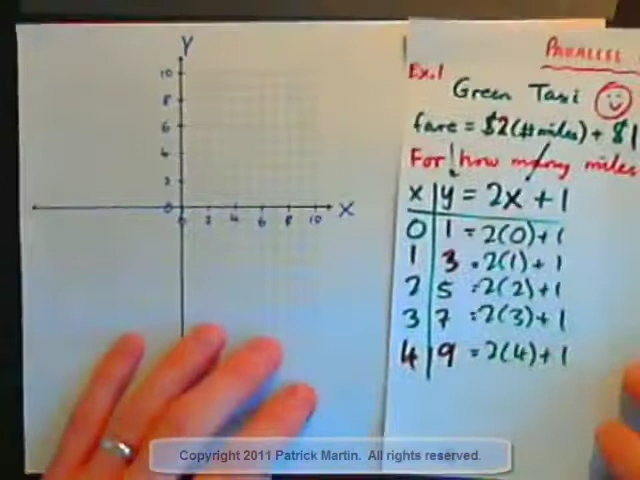 Y
10
8
6
4
2
0
0 2 4 6 8 10 X
PARALLEL
Ex.1
Green Taxi
fare = $2(# miles) + $1
For how many miles
x y = 2x + 1
0 1 = 2(0)+1
1 3 = 2(1)+1
2 5 = 2(2)+1
3 7 = 2(3)+1
4 9 = 2(4)+1
Copyright 2011 Patrick Martin. All rights reserved.